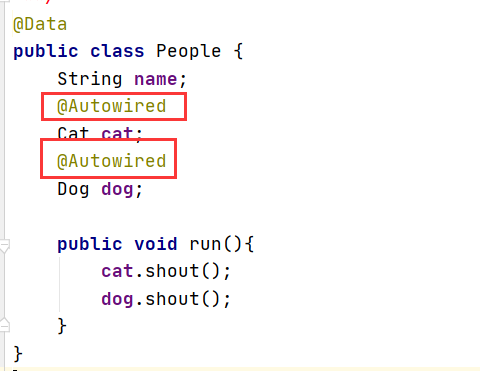 @Data
public class People {
    String name;
    @Autowired
    Cat cat;
    @Autowired
    Dog dog;

    public void run(){
        cat.shout();
        dog.shout();
    }
}